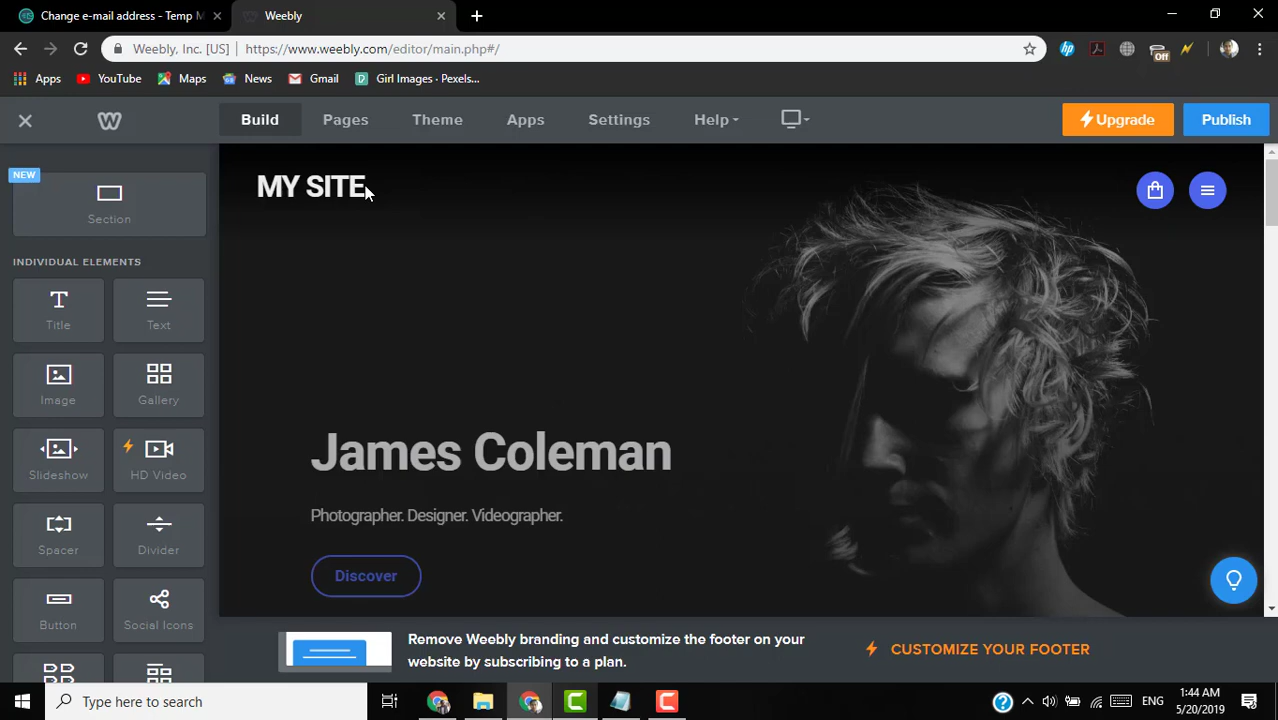 Change e-mail address - Temp M
Weebly
Weebly, Inc. [US] https://www.weebly.com/editor/main.php#/
Off
Apps YouTube Maps News Gmail Girl Images · Pexels...
Build Pages Theme Apps Settings Help Upgrade Publish
NEW
Section
MY SITE
INDIVIDUAL ELEMENTS
Title Text
Image Gallery
Slideshow HD Video
Spacer Divider
Button Social Icons
James Coleman
Photographer. Designer. Videographer.
Discover
Remove Weebly branding and customize the footer on your
website by subscribing to a plan.
CUSTOMIZE YOUR FOOTER
Type here to search
ENG
1:44 AM
5/20/2019